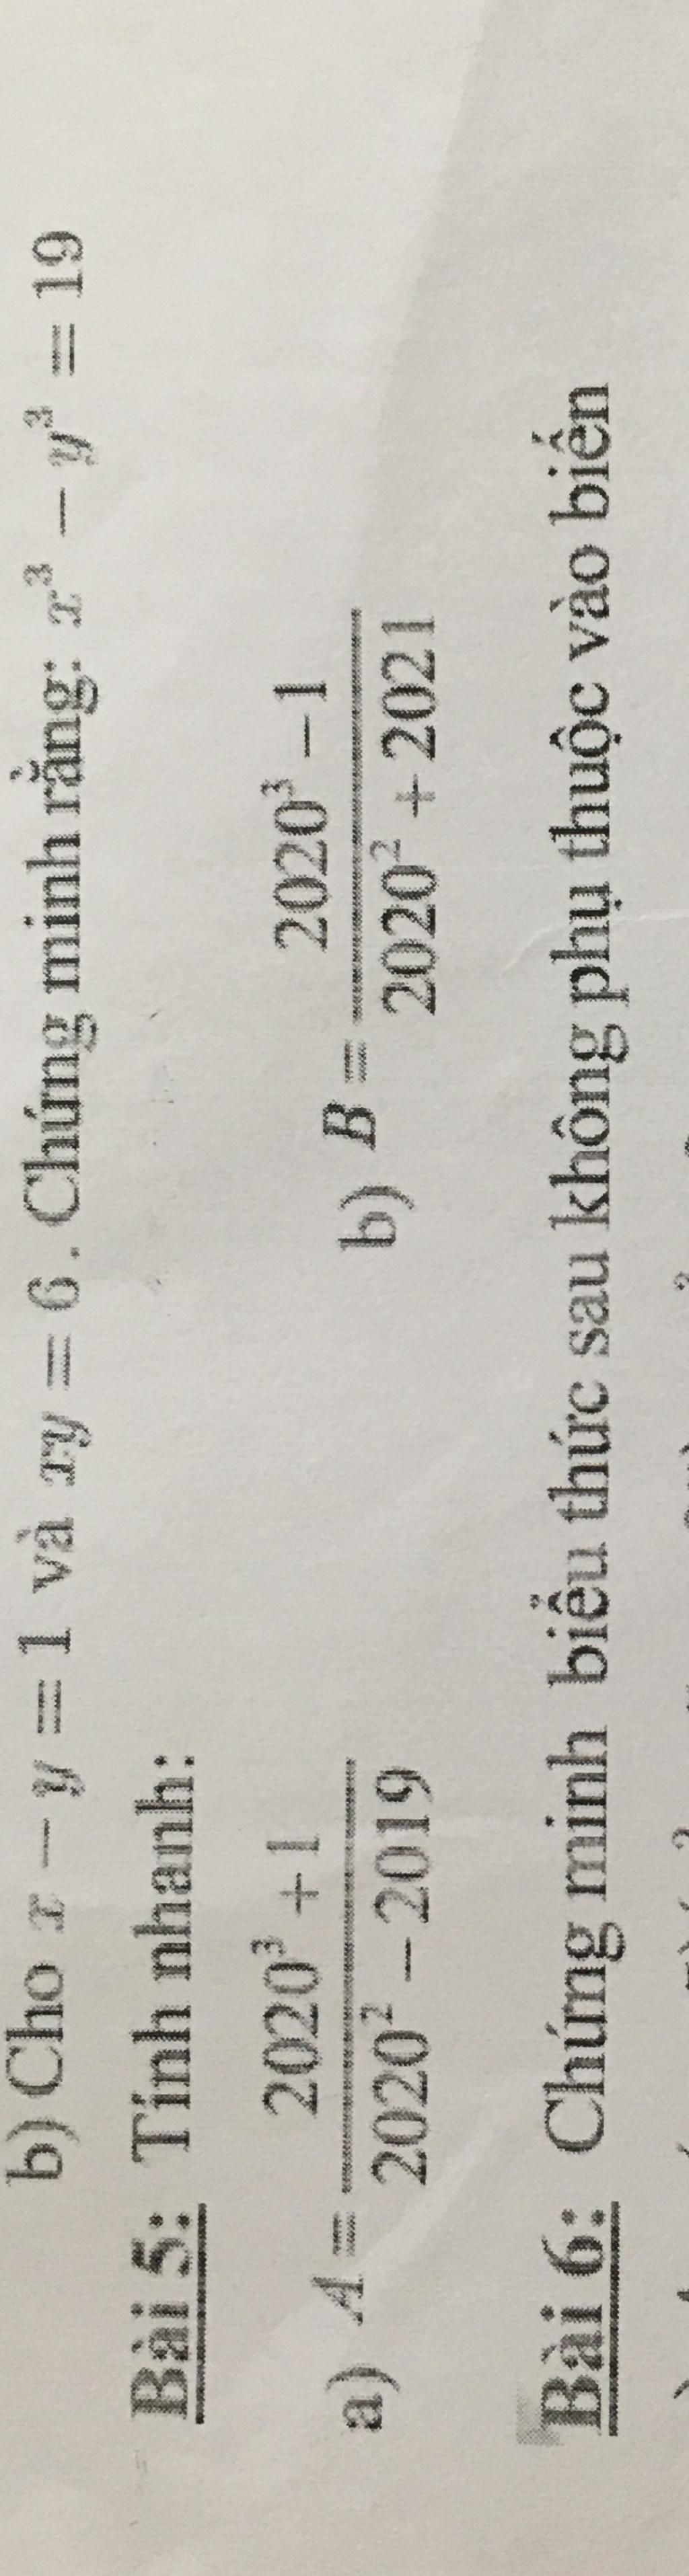 b) Cho x − y = 1 và xy = 6. Chứng minh rằng: x³ − y³ = 19
Bài 5: Tính nhanh:
a) A = (2020³ + 1)/(2020² − 2019) b) B = (2020³ − 1)/(2020² + 2021)
Bài 6: Chứng minh biểu thức sau không phụ thuộc vào biến